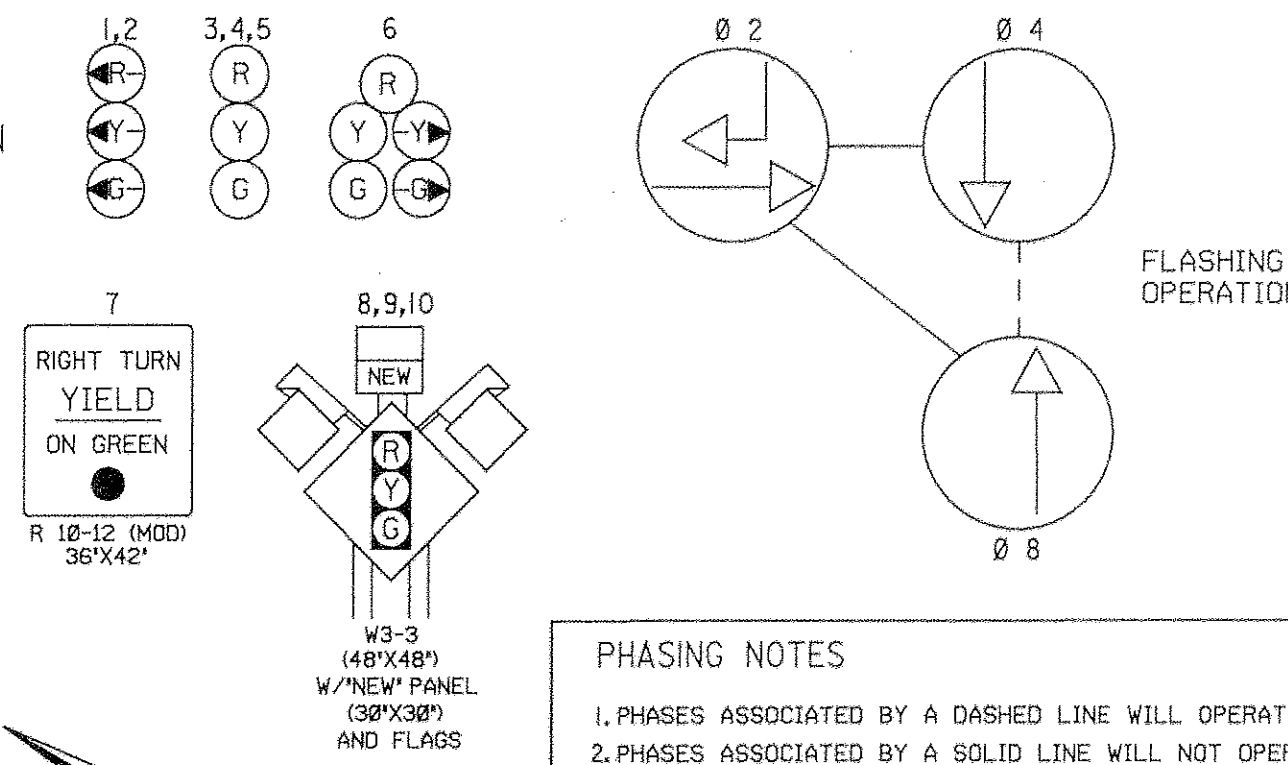 1,2
R
Y
G
3,4,5
R
Y
G
6
R
Y Y
G G
7
RIGHT TURN
YIELD
ON GREEN
R 10-12 (MOD)
36"X42"
8,9,10
NEW
R
Y
G
W3-3
(48"X48")
W/"NEW" PANEL
(30"X30")
AND FLAGS
Ø 2
Ø 4
Ø 8
FLASHING
OPERATION
PHASING NOTES
1. PHASES ASSOCIATED BY A DASHED LINE WILL OPERAT
2. PHASES ASSOCIATED BY A SOLID LINE WILL NOT OPER